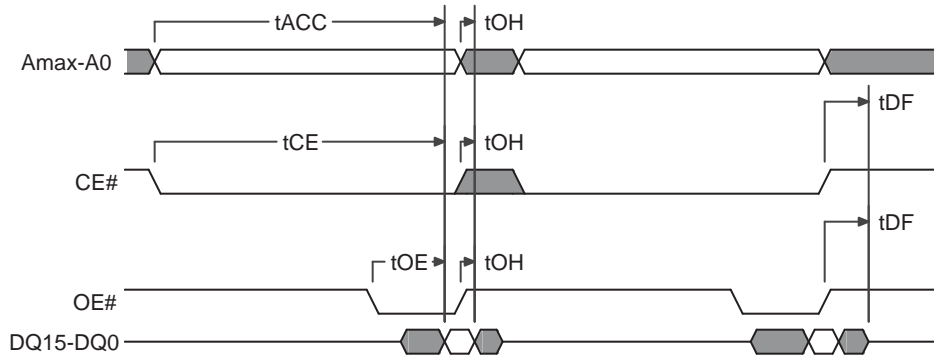 tACC tOH
Amax-A0
tDF
tCE tOH
CE#
tDF
tOE tOH
OE#
DQ15-DQ0